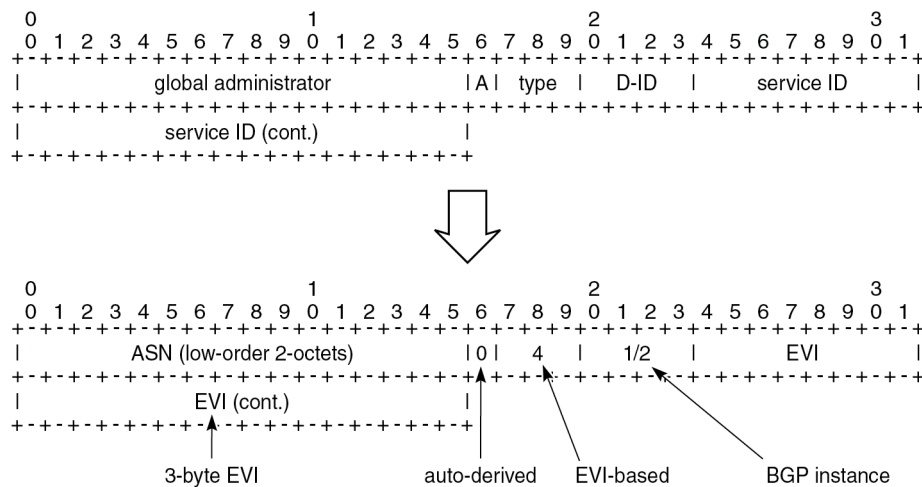 0 1 2 3
0 1 2 3 4 5 6 7 8 9 0 1 2 3 4 5 6 7 8 9 0 1 2 3 4 5 6 7 8 9 0 1
+-+-+-+-+-+-+-+-+-+-+-+-+-+-+-+-+-+-+-+-+-+-+-+-+-+-+-+-+-+-+-+-+
| global administrator |A| type | D-ID | service ID |
+-+-+-+-+-+-+-+-+-+-+-+-+-+-+-+-+-+-+-+-+-+-+-+-+-+-+-+-+-+-+-+-+
| service ID (cont.) |
+-+-+-+-+-+-+-+-+-+-+-+-+-+-+-+-+
0 1 2 3
0 1 2 3 4 5 6 7 8 9 0 1 2 3 4 5 6 7 8 9 0 1 2 3 4 5 6 7 8 9 0 1
+-+-+-+-+-+-+-+-+-+-+-+-+-+-+-+-+-+-+-+-+-+-+-+-+-+-+-+-+-+-+-+-+
| ASN (low-order 2-octets) |0| 4 | 1/2 | EVI |
+-+-+-+-+-+-+-+-+-+-+-+-+-+-+-+-+-+-+-+-+-+-+-+-+-+-+-+-+-+-+-+-+
| EVI (cont.) |
+-+-+-+-+-+-+-+-+-+-+-+-+-+-+-+-+
3-byte EVI auto-derived EVI-based BGP instance